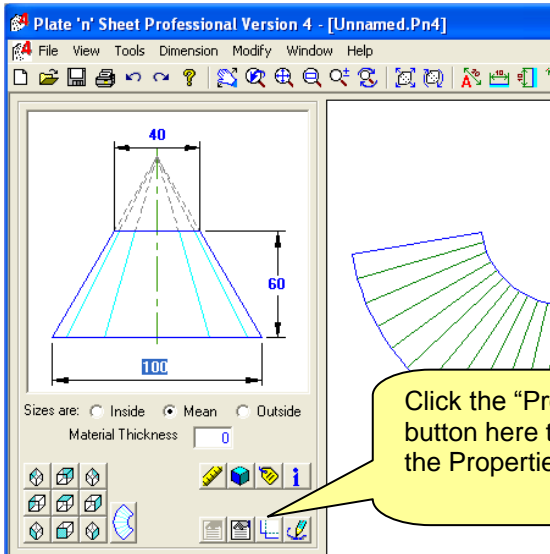 Plate 'n' Sheet Professional Version 4 - [Unnamed.Pn4]
File View Tools Dimension Modify Window Help
40
60
100
Sizes are: Inside Mean Outside
Material Thickness 0
Click the “Pr
button here t
the Propertie